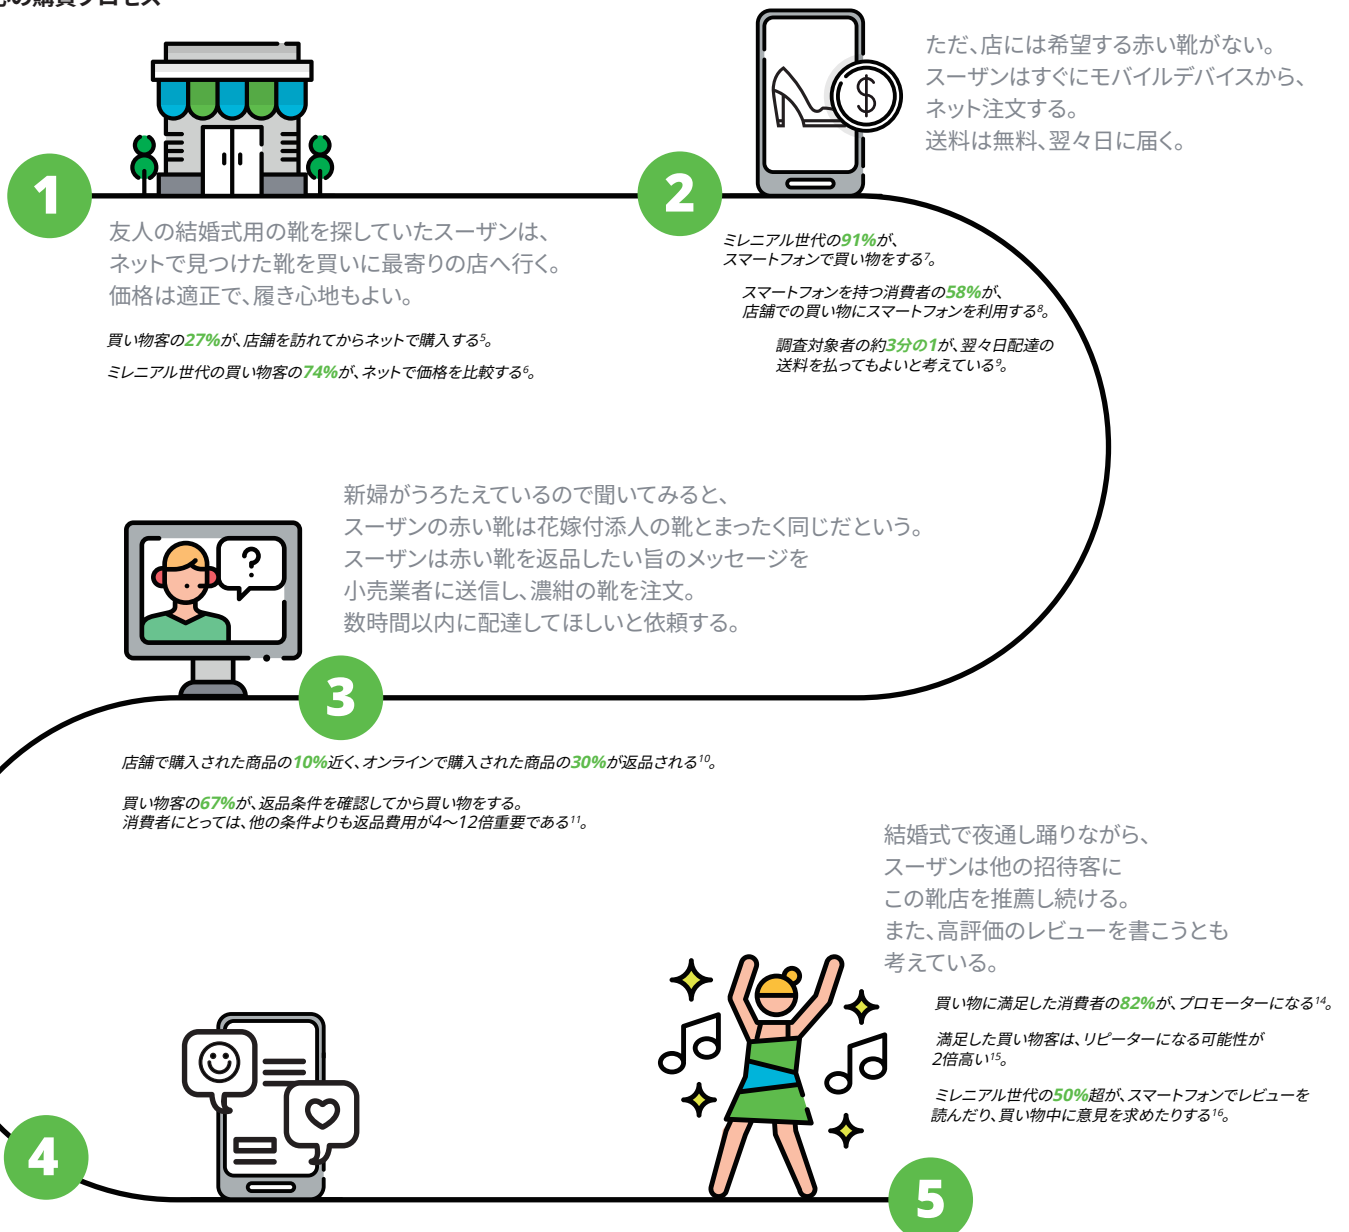 の購買プロセス
1
友人の結婚式用の靴を探していたスーザンは、
ネットで見つけた靴を買いに最寄りの店へ行く。
価格は適正で、履き心地もよい。
買い物客の27%が、店舗を訪れてからネットで購入する⁵。
ミレニアル世代の買い物客の74%が、ネットで価格を比較する⁶。
$
2
ただ、店には希望する赤い靴がない。
スーザンはすぐにモバイルデバイスから、
ネット注文する。
送料は無料、翌々日に届く。
ミレニアル世代の91%が、
スマートフォンで買い物をする⁷。
スマートフォンを持つ消費者の58%が、
店舗での買い物にスマートフォンを利用する⁸。
調査対象者の約3分の1が、翌々日配達の
送料を払ってもよいと考えている⁹。
新婦がうろたえているので聞いてみると、
スーザンの赤い靴は花嫁付添人の靴とまったく同じだという。
スーザンは赤い靴を返品したい旨のメッセージを
小売業者に送信し、濃紺の靴を注文。
数時間以内に配達してほしいと依頼する。
?
3
店舗で購入された商品の10%近く、オンラインで購入された商品の30%が返品される¹⁰。
買い物客の67%が、返品条件を確認してから買い物をする。
消費者にとっては、他の条件よりも返品費用が4〜12倍重要である¹¹。
4
結婚式で夜通し踊りながら、
スーザンは他の招待客に
この靴店を推薦し続ける。
また、高評価のレビューを書こうとも
考えている。
買い物に満足した消費者の82%が、プロモーターになる¹⁴。
満足した買い物客は、リピーターになる可能性が
2倍高い¹⁵。
ミレニアル世代の50%超が、スマートフォンでレビューを
読んだり、買い物中に意見を求めたりする¹⁶。
5